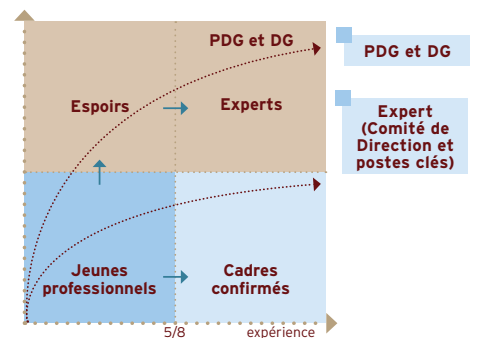 PDG et DG
Espoirs
Experts
Jeunes
professionnels
Cadres
confirmés
5/8
expérience
PDG et DG
Expert
(Comité de
Direction et
postes clés)